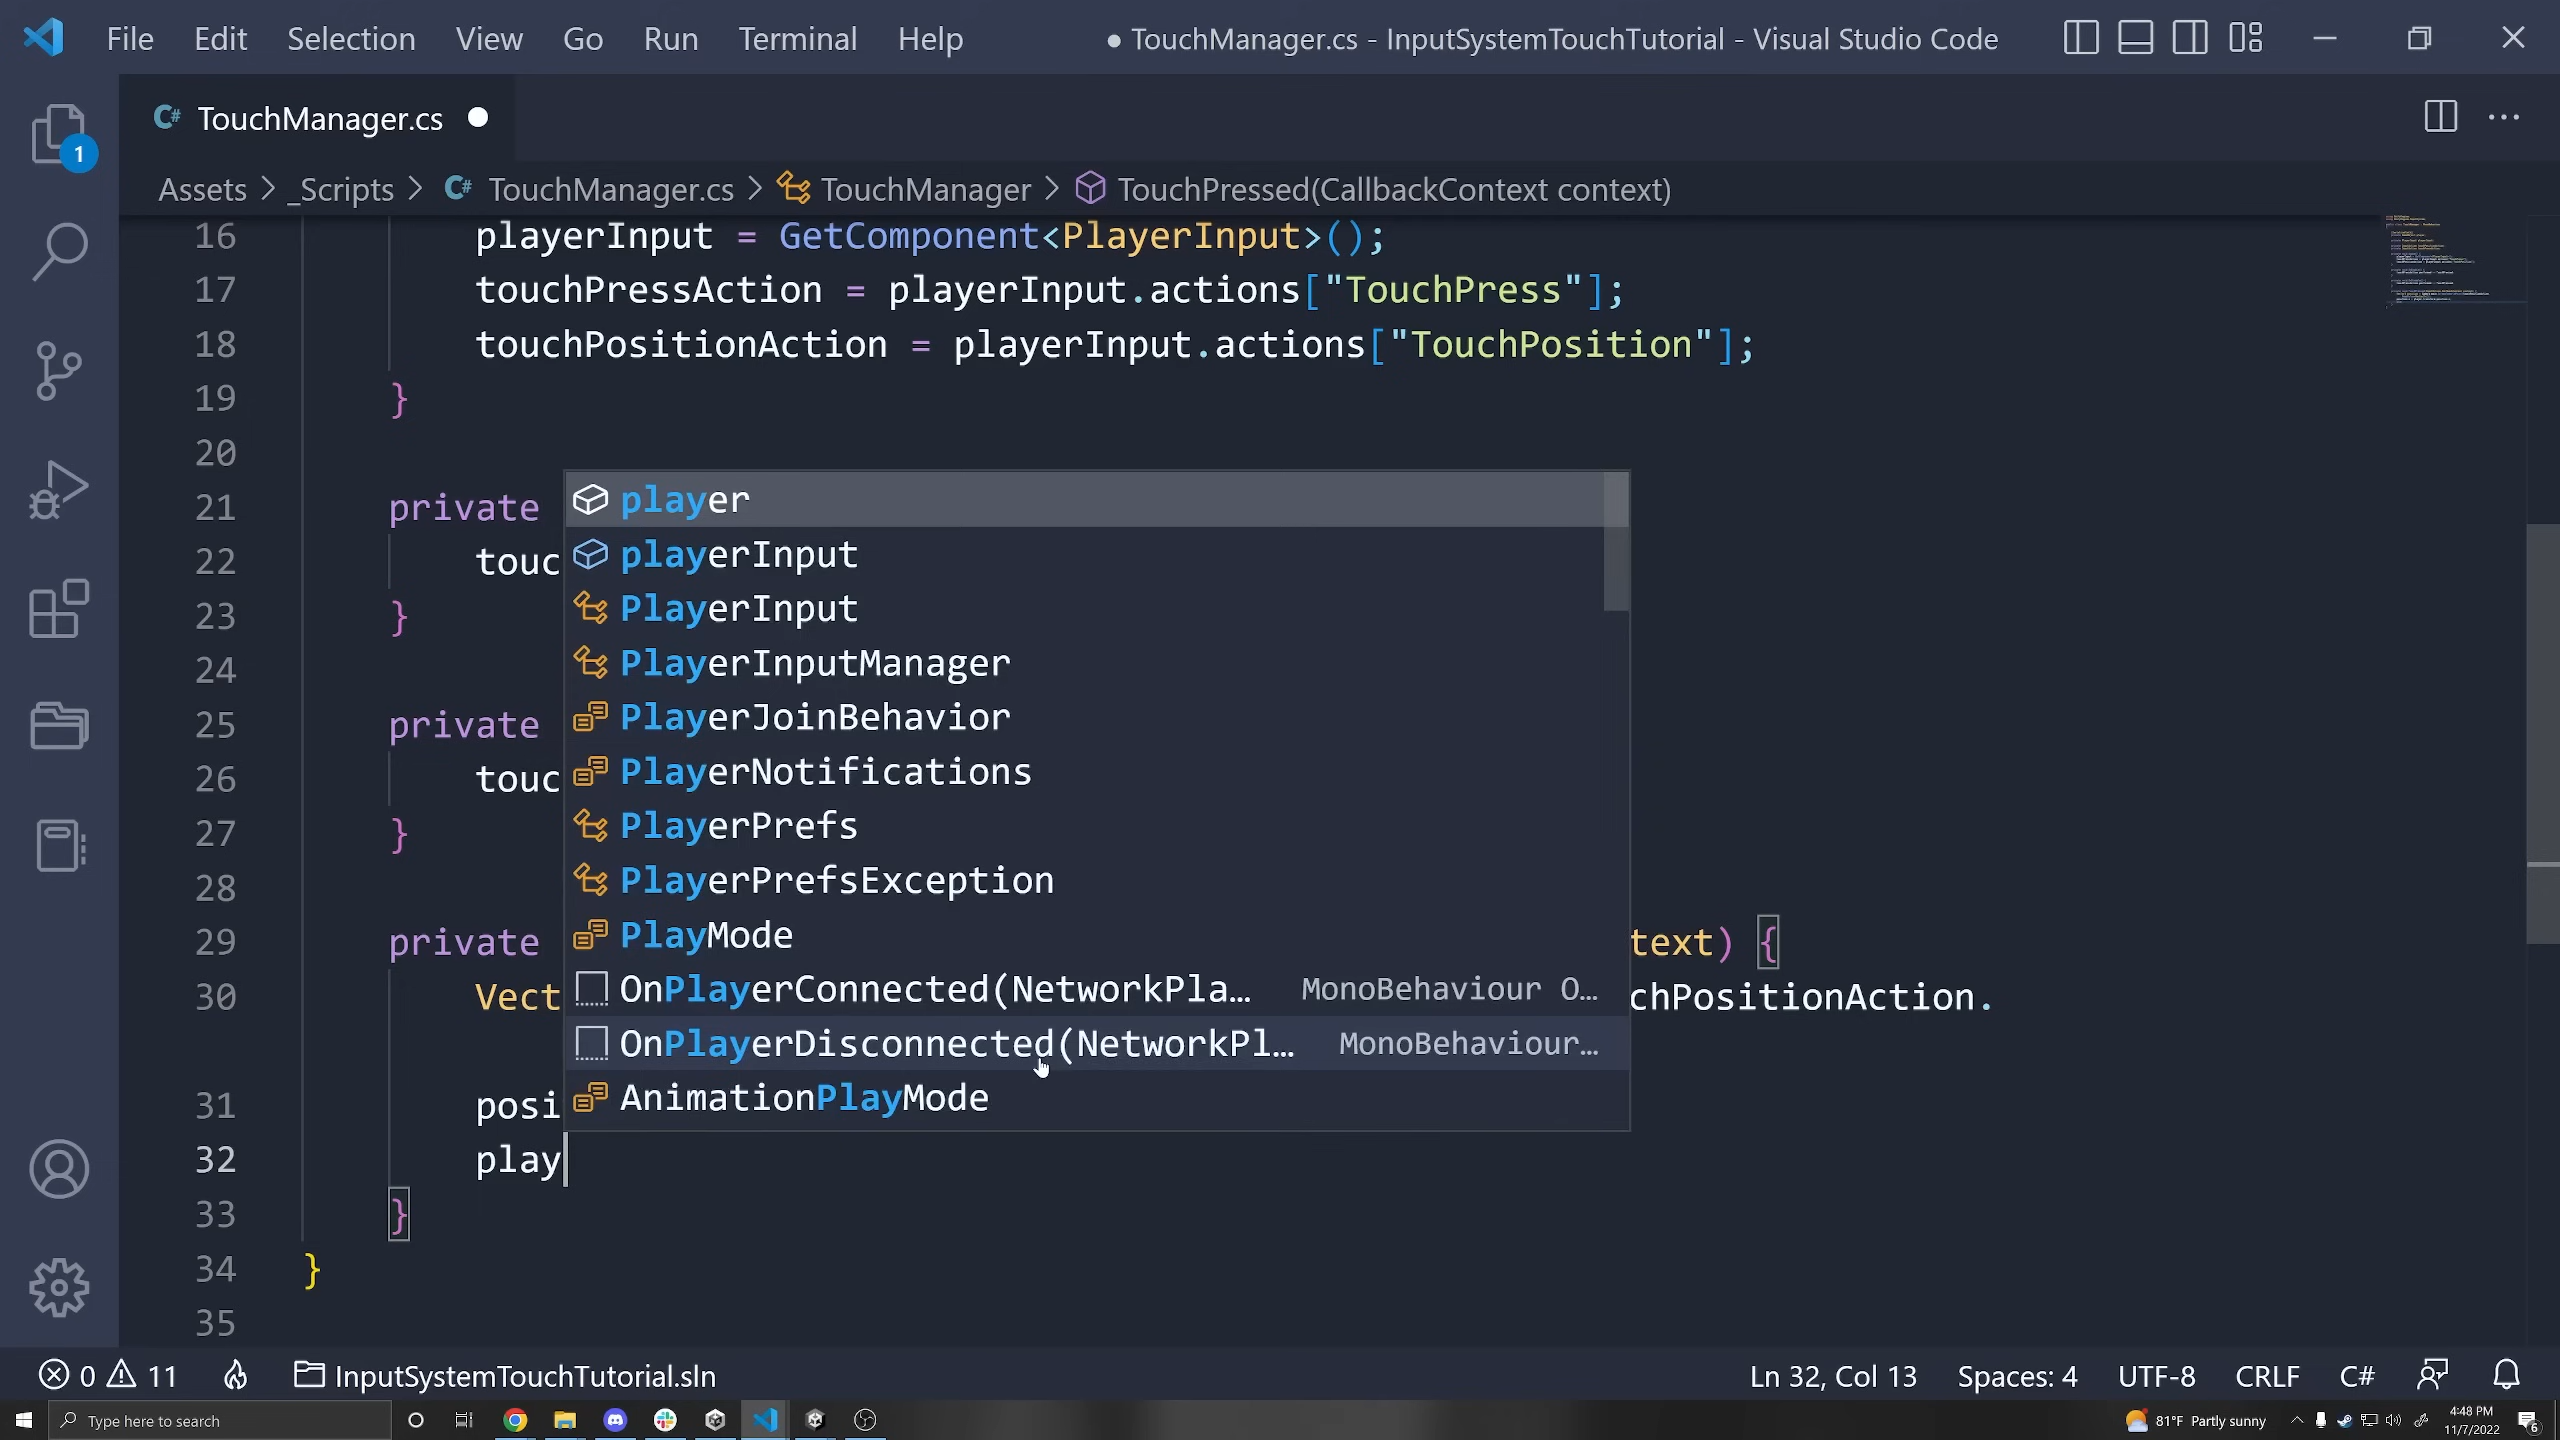 File Edit Selection View Go Run Terminal Help ● TouchManager.cs - InputSystemTouchTutorial - Visual Studio Code
1
C# TouchManager.cs ●
Assets > _Scripts > C# TouchManager.cs > TouchManager > TouchPressed(CallbackContext context)
16 playerInput = GetComponent<PlayerInput>();
17 touchPressAction = playerInput.actions["TouchPress"];
18 touchPositionAction = playerInput.actions["TouchPosition"];
19 }
20
21 private
22 touc
23 }
24
25 private
26 touc
27 }
28
29 private text) {
30 Vect chPositionAction.
31 posi
32 play
33 }
34 }
35
player
playerInput
PlayerInput
PlayerInputManager
PlayerJoinBehavior
PlayerNotifications
PlayerPrefs
PlayerPrefsException
PlayMode
OnPlayerConnected(NetworkPla… MonoBehaviour O…
OnPlayerDisconnected(NetworkPl… MonoBehaviour…
AnimationPlayMode
0 11 InputSystemTouchTutorial.sln Ln 32, Col 13 Spaces: 4 UTF-8 CRLF C#
Type here to search 81°F Partly sunny 4:48 PM
11/7/2022 6